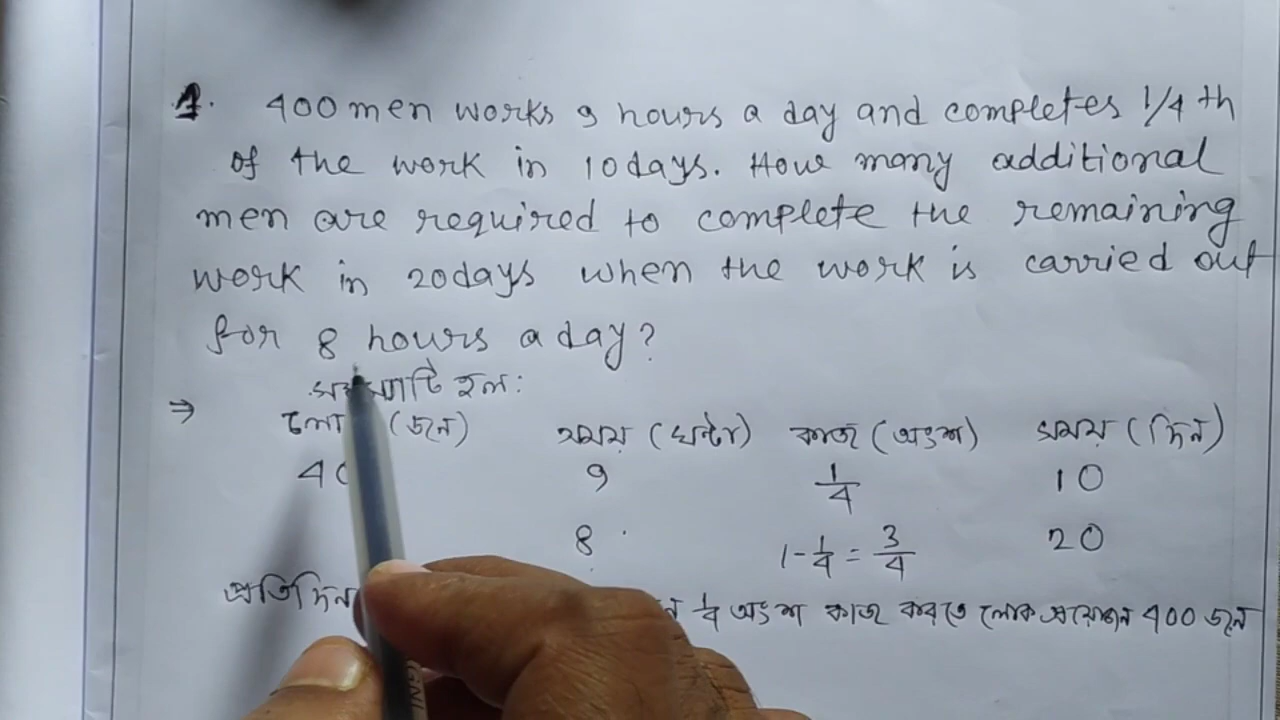 1. 400 men works 9 hours a day and completes 1/4 th
of the work in 10 days. How many additional
men are required to complete the remaining
work in 20 days when the work is carried out
for 8 hours a day?
হল:
⇒ (জন) সময় (ঘন্টা) কাজ (অংশ) সময় (দিন)
9 1/4 10
8 1-1/4 = 3/4 20
প্রতিদিন 1/4 অংশ কাজ করতে লোক প্রয়োজন 400 জন